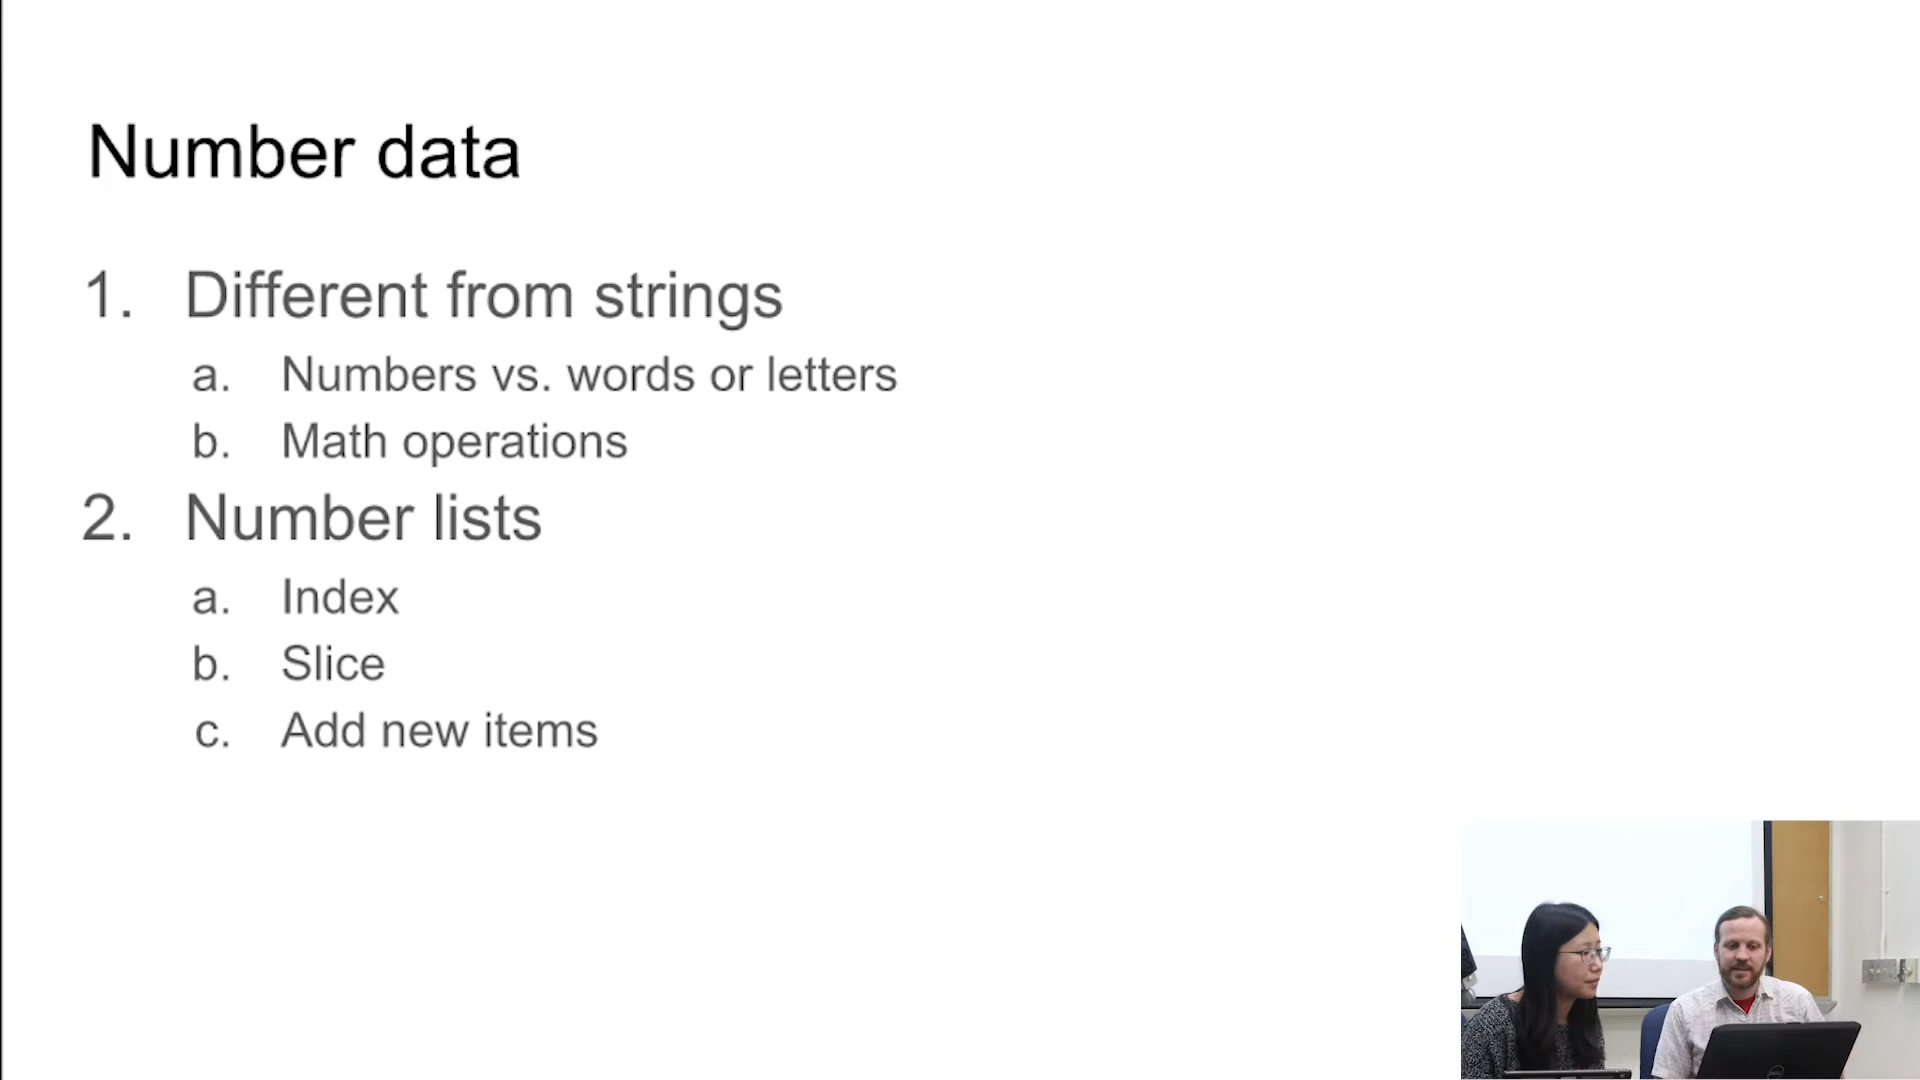 Number data
1. Different from strings
a. Numbers vs. words or letters
b. Math operations
2. Number lists
a. Index
b. Slice
c. Add new items